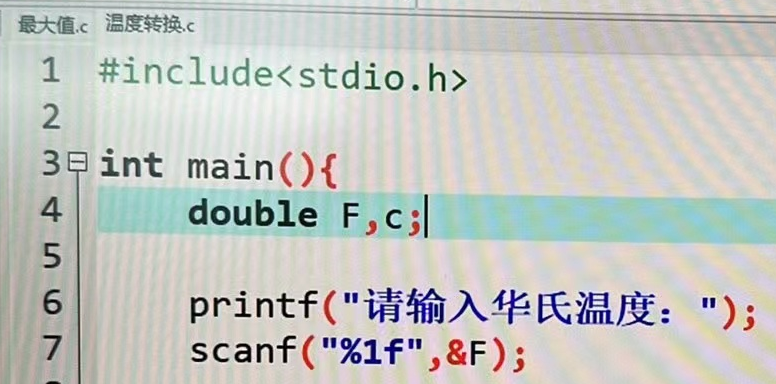 最大值.c 温度转换.c
1 #include<stdio.h>
2
3 int main(){
4 double F,c;
5
6 printf("请输入华氏温度: ");
7 scanf("%1f",&F);